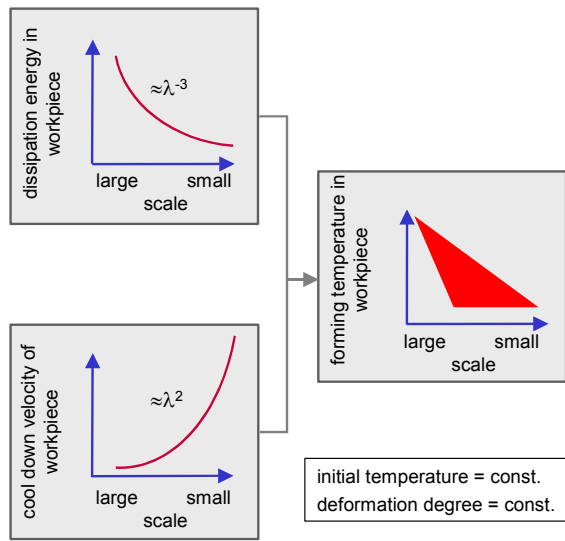 dissipation energy in
workpiece
≈λ-3
large small
scale
cool down velocity of
workpiece
≈λ2
large small
scale
forming temperature in
workpiece
large small
scale
initial temperature = const.
deformation degree = const.